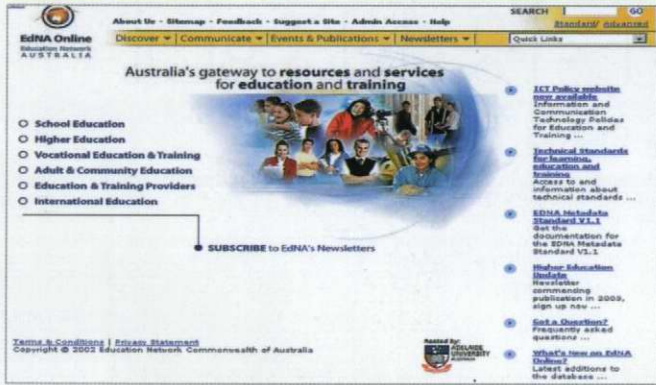 SEARCH GO
About Us - Sitemap - Feedback - Suggest a Site - Admin Access - Help
Standard/ Advanced
EdNA Online
Education Network
AUSTRALIA
Discover Communicate Events & Publications Newsletters
Quick Links
Australia's gateway to resources and services
for education and training
School Education
Higher Education
Vocational Education & Training
Adult & Community Education
Education & Training Providers
International Education
SUBSCRIBE to EdNA's Newsletters
ICT Policy website
now available
Information and
Communication
Technology Policies
for Education and
Training ...
Technical Standards
for learning,
education and
training
Access to and
information about
technical standards ...
EDNA Metadata
Standard V1.1
Get the
documentation for
the EDNA Metadata
Standard V1.1
Higher Education
Update
Newsletter
commencing
publication in 2003,
sign up now ...
Got a Question?
Frequently asked
questions ...
What's New on EdNA
Online?
Latest additions to
the database ...
Terms & Conditions | Privacy Statement
Copyright © 2002 Education Network Commonwealth of Australia
Hosted by:
ADELAIDE
UNIVERSITY
AUSTRALIA